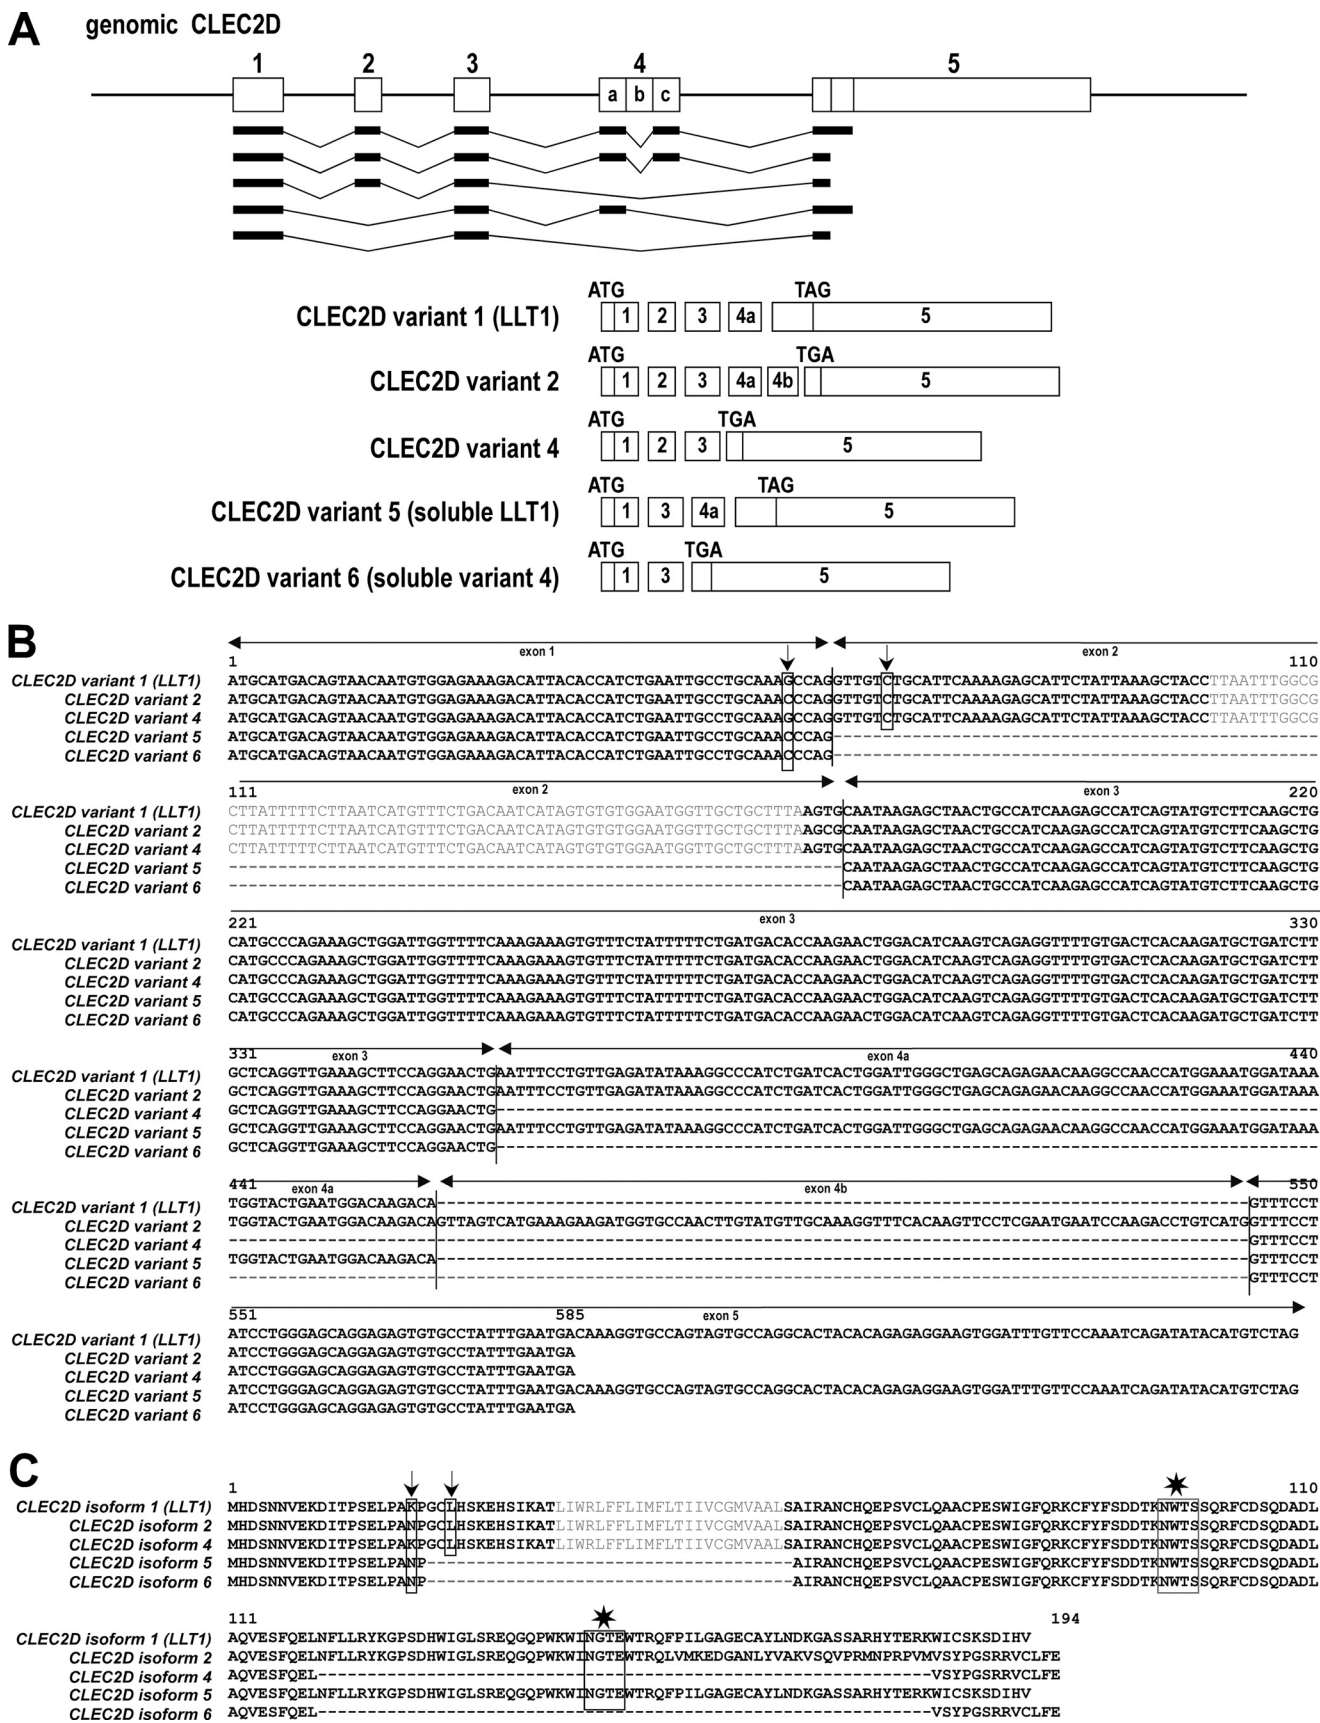 A
genomic CLEC2D
1 2 3 4 5
a b c
ATG TAG
CLEC2D variant 1 (LLT1) 1 2 3 4a 5
ATG TGA
CLEC2D variant 2 1 2 3 4a 4b 5
ATG TGA
CLEC2D variant 4 1 2 3 5
ATG TAG
CLEC2D variant 5 (soluble LLT1) 1 3 4a 5
ATG TGA
CLEC2D variant 6 (soluble variant 4) 1 3 5
B
exon 1 exon 2
1 110
CLEC2D variant 1 (LLT1) ATGCATGACAGTAACAATGTGGAGAAAGACATTACACCATCTGAATTGCCTGCAAAGCCAGGTTGTCTGCATTCAAAAGAGCATTCTATTAAAGCTACCTTAATTTGGCG
CLEC2D variant 2 ATGCATGACAGTAACAATGTGGAGAAAGACATTACACCATCTGAATTGCCTGCAAAGCCAGGTTGTCTGCATTCAAAAGAGCATTCTATTAAAGCTACCTTAATTTGGCG
CLEC2D variant 4 ATGCATGACAGTAACAATGTGGAGAAAGACATTACACCATCTGAATTGCCTGCAAAGCCAGGTTGTCTGCATTCAAAAGAGCATTCTATTAAAGCTACCTTAATTTGGCG
CLEC2D variant 5 ATGCATGACAGTAACAATGTGGAGAAAGACATTACACCATCTGAATTGCCTGCAAACCCAG-------------------------------------------------
CLEC2D variant 6 ATGCATGACAGTAACAATGTGGAGAAAGACATTACACCATCTGAATTGCCTGCAAACCCAG-------------------------------------------------
111 exon 2 exon 3 220
CLEC2D variant 1 (LLT1) CTTATTTTTCTTAATCATGTTTCTGACAATCATAGTGTGTGGAATGGTTGCTGCTTTAAGTGCAATAAGAGCTAACTGCCATCAAGAGCCATCAGTATGTCTTCAAGCTG
CLEC2D variant 2 CTTATTTTTCTTAATCATGTTTCTGACAATCATAGTGTGTGGAATGGTTGCTGCTTTAAGCGCAATAAGAGCTAACTGCCATCAAGAGCCATCAGTATGTCTTCAAGCTG
CLEC2D variant 4 CTTATTTTTCTTAATCATGTTTCTGACAATCATAGTGTGTGGAATGGTTGCTGCTTTAAGTGCAATAAGAGCTAACTGCCATCAAGAGCCATCAGTATGTCTTCAAGCTG
CLEC2D variant 5 --------------------------------------------------------------CAATAAGAGCTAACTGCCATCAAGAGCCATCAGTATGTCTTCAAGCTG
CLEC2D variant 6 --------------------------------------------------------------CAATAAGAGCTAACTGCCATCAAGAGCCATCAGTATGTCTTCAAGCTG
221 exon 3 330
CLEC2D variant 1 (LLT1) CATGCCCAGAAAGCTGGATTGGTTTTCAAAGAAAGTGTTTCTATTTTTCTGATGACACCAAGAACTGGACATCAAGTCAGAGGTTTTGTGACTCACAAGATGCTGATCTT
CLEC2D variant 2 CATGCCCAGAAAGCTGGATTGGTTTTCAAAGAAAGTGTTTCTATTTTTCTGATGACACCAAGAACTGGACATCAAGTCAGAGGTTTTGTGACTCACAAGATGCTGATCTT
CLEC2D variant 4 CATGCCCAGAAAGCTGGATTGGTTTTCAAAGAAAGTGTTTCTATTTTTCTGATGACACCAAGAACTGGACATCAAGTCAGAGGTTTTGTGACTCACAAGATGCTGATCTT
CLEC2D variant 5 CATGCCCAGAAAGCTGGATTGGTTTTCAAAGAAAGTGTTTCTATTTTTCTGATGACACCAAGAACTGGACATCAAGTCAGAGGTTTTGTGACTCACAAGATGCTGATCTT
CLEC2D variant 6 CATGCCCAGAAAGCTGGATTGGTTTTCAAAGAAAGTGTTTCTATTTTTCTGATGACACCAAGAACTGGACATCAAGTCAGAGGTTTTGTGACTCACAAGATGCTGATCTT
331 exon 3 exon 4a 440
CLEC2D variant 1 (LLT1) GCTCAGGTTGAAAGCTTCCAGGAACTGAATTTCCTGTTGAGATATAAAGGCCCATCTGATCACTGGATTGGGCTGAGCAGAGAACAAGGCCAACCATGGAAATGGATAAA
CLEC2D variant 2 GCTCAGGTTGAAAGCTTCCAGGAACTGAATTTCCTGTTGAGATATAAAGGCCCATCTGATCACTGGATTGGGCTGAGCAGAGAACAAGGCCAACCATGGAAATGGATAAA
CLEC2D variant 4 GCTCAGGTTGAAAGCTTCCAGGAACTG-----------------------------------------------------------------------------------
CLEC2D variant 5 GCTCAGGTTGAAAGCTTCCAGGAACTGAATTTCCTGTTGAGATATAAAGGCCCATCTGATCACTGGATTGGGCTGAGCAGAGAACAAGGCCAACCATGGAAATGGATAAA
CLEC2D variant 6 GCTCAGGTTGAAAGCTTCCAGGAACTG-----------------------------------------------------------------------------------
441 exon 4a exon 4b 550
CLEC2D variant 1 (LLT1) TGGTACTGAATGGACAAGACA----------------------------------------------------------------------------------GTTTCCT
CLEC2D variant 2 TGGTACTGAATGGACAAGACAGTTAGTCATGAAAGAAGATGGTGCCAACTTGTATGTTGCAAAGGTTTCACAAGTTCCTCGAATGAATCCAAGACCTGTCATGGTTTCCT
CLEC2D variant 4 -------------------------------------------------------------------------------------------------------GTTTCCT
CLEC2D variant 5 TGGTACTGAATGGACAAGACA----------------------------------------------------------------------------------GTTTCCT
CLEC2D variant 6 -------------------------------------------------------------------------------------------------------GTTTCCT
551 585 exon 5
CLEC2D variant 1 (LLT1) ATCCTGGGAGCAGGAGAGTGTGCCTATTTGAATGACAAAGGTGCCAGTAGTGCCAGGCACTACACAGAGAGGAAGTGGATTTGTTCCAAATCAGATATACATGTCTAG
CLEC2D variant 2 ATCCTGGGAGCAGGAGAGTGTGCCTATTTGAATGA
CLEC2D variant 4 ATCCTGGGAGCAGGAGAGTGTGCCTATTTGAATGA
CLEC2D variant 5 ATCCTGGGAGCAGGAGAGTGTGCCTATTTGAATGACAAAGGTGCCAGTAGTGCCAGGCACTACACAGAGAGGAAGTGGATTTGTTCCAAATCAGATATACATGTCTAG
CLEC2D variant 6 ATCCTGGGAGCAGGAGAGTGTGCCTATTTGAATGA
C
1 110
CLEC2D isoform 1 (LLT1) MHDSNNVEKDITPSELPAKPGCLHSKEHSIKATLIWRLFFLIMFLTIIVCGMVAALSAIRANCHQEPSVCLQAACPESWIGFQRKCFYFSDDTKNWTSSQRFCDSQDADL
CLEC2D isoform 2 MHDSNNVEKDITPSELPANPGCLHSKEHSIKATLIWRLFFLIMFLTIIVCGMVAALSAIRANCHQEPSVCLQAACPESWIGFQRKCFYFSDDTKNWTSSQRFCDSQDADL
CLEC2D isoform 4 MHDSNNVEKDITPSELPAKPGCLHSKEHSIKATLIWRLFFLIMFLTIIVCGMVAALSAIRANCHQEPSVCLQAACPESWIGFQRKCFYFSDDTKNWTSSQRFCDSQDADL
CLEC2D isoform 5 MHDSNNVEKDITPSELPANP-------------------------------------AIRANCHQEPSVCLQAACPESWIGFQRKCFYFSDDTKNWTSSQRFCDSQDADL
CLEC2D isoform 6 MHDSNNVEKDITPSELPANP-------------------------------------AIRANCHQEPSVCLQAACPESWIGFQRKCFYFSDDTKNWTSSQRFCDSQDADL
111 194
CLEC2D isoform 1 (LLT1) AQVESFQELNFLLRYKGPSDHWIGLSREQGQPWKWINGTEWTRQFPILGAGECAYLNDKGASSARHYTERKWICSKSDIHV
CLEC2D isoform 2 AQVESFQELNFLLRYKGPSDHWIGLSREQGQPWKWINGTEWTRQLVMKEDGANLYVAKVSQVPRMNPRPVMVSYPGSRRVCLFE
CLEC2D isoform 4 AQVESFQEL--------------------------------------------------------------VSYPGSRRVCLFE
CLEC2D isoform 5 AQVESFQELNFLLRYKGPSDHWIGLSREQGQPWKWINGTEWTRQFPILGAGECAYLNDKGASSARHYTERKWICSKSDIHV
CLEC2D isoform 6 AQVESFQEL--------------------------------------------------------------VSYPGSRRVCLFE